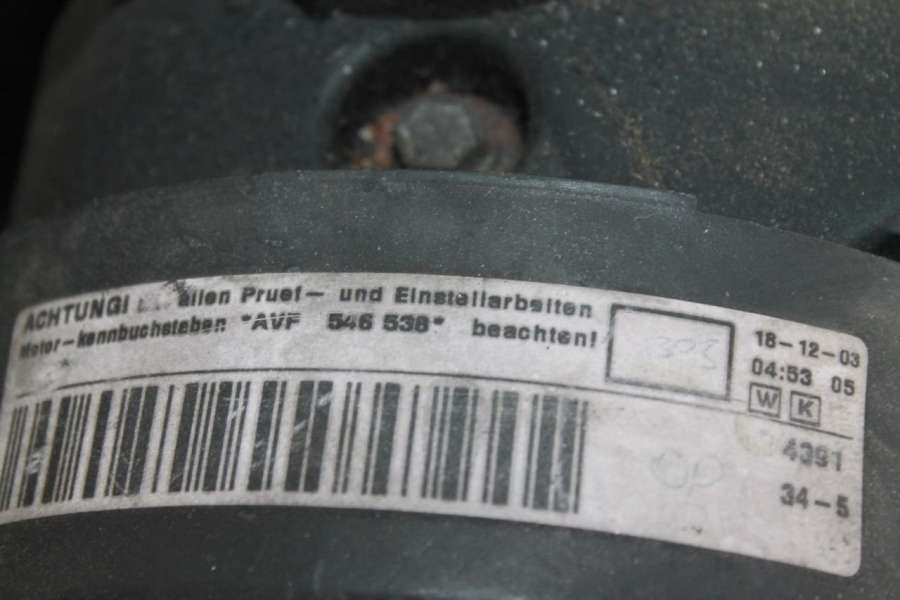 ACHTUNG! allen Pruef- und Einstellarbeiten
Motor-kennbuchstaben "AVF 546 538" beachten!
303
18-12-03
04:53 05
W K
4391
34-5